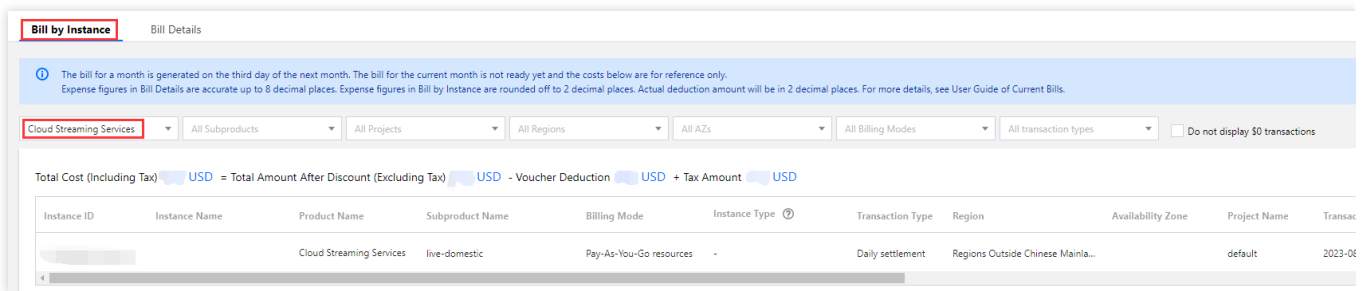 Bill by Instance Bill Details
The bill for a month is generated on the third day of the next month. The bill for the current month is not ready yet and the costs below are for reference only.
Expense figures in Bill Details are accurate up to 8 decimal places. Expense figures in Bill by Instance are rounded off to 2 decimal places. Actual deduction amount will be in 2 decimal places. For more details, see User Guide of Current Bills.
Cloud Streaming Services All Subproducts All Projects All Regions All AZs All Billing Modes All transaction types Do not display $0 transactions
Total Cost (Including Tax) USD = Total Amount After Discount (Excluding Tax) USD - Voucher Deduction USD + Tax Amount USD
Instance ID Instance Name Product Name Subproduct Name Billing Mode Instance Type Transaction Type Region Availability Zone Project Name Transac
Cloud Streaming Services live-domestic Pay-As-You-Go resources - Daily settlement Regions Outside Chinese Mainla... default 2023-08